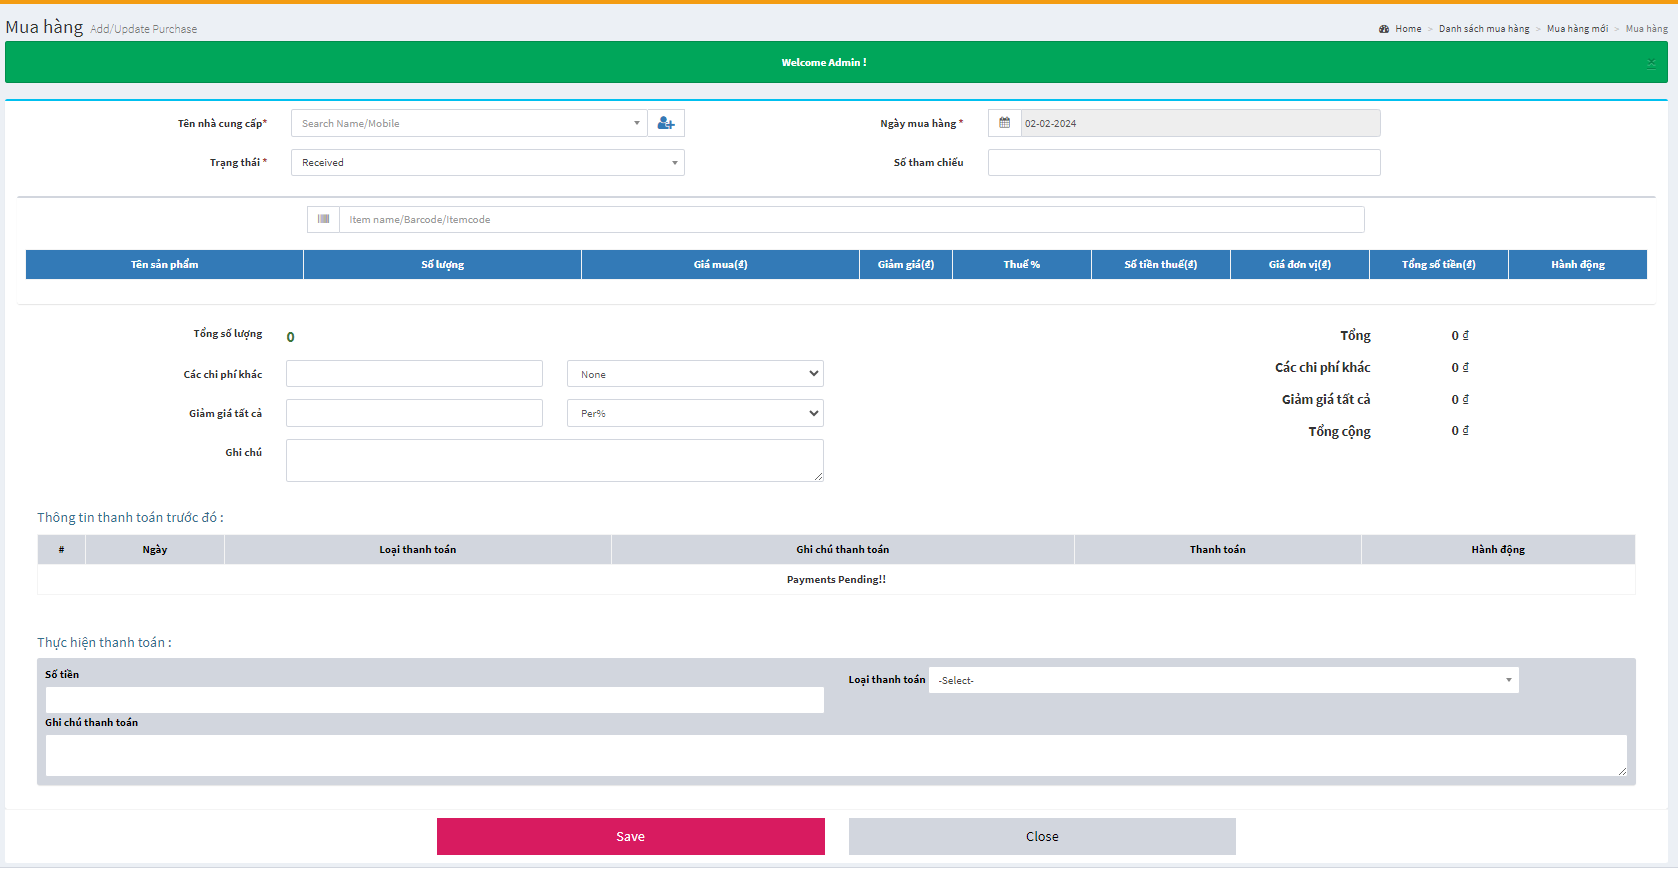 Mua hàng Add/Update Purchase
Home > Danh sách mua hàng > Mua hàng mới > Mua hàng
Welcome Admin !
×
Tên nhà cung cấp* Search Name/Mobile
Ngày mua hàng * 02-02-2024
Trạng thái * Received
Số tham chiếu
Item name/Barcode/Itemcode
Tên sản phẩm Số lượng Giá mua(₫) Giảm giá(₫) Thuế % Số tiền thuế(₫) Giá đơn vị(₫) Tổng số tiền(₫) Hành động
Tổng số lượng 0
Các chi phí khác None
Giảm giá tất cả Per%
Ghi chú
Tổng 0 ₫
Các chi phí khác 0 ₫
Giảm giá tất cả 0 ₫
Tổng cộng 0 ₫
Thông tin thanh toán trước đó :
# Ngày Loại thanh toán Ghi chú thanh toán Thanh toán Hành động
Payments Pending!!
Thực hiện thanh toán :
Số tiền
Loại thanh toán -Select-
Ghi chú thanh toán
Save Close